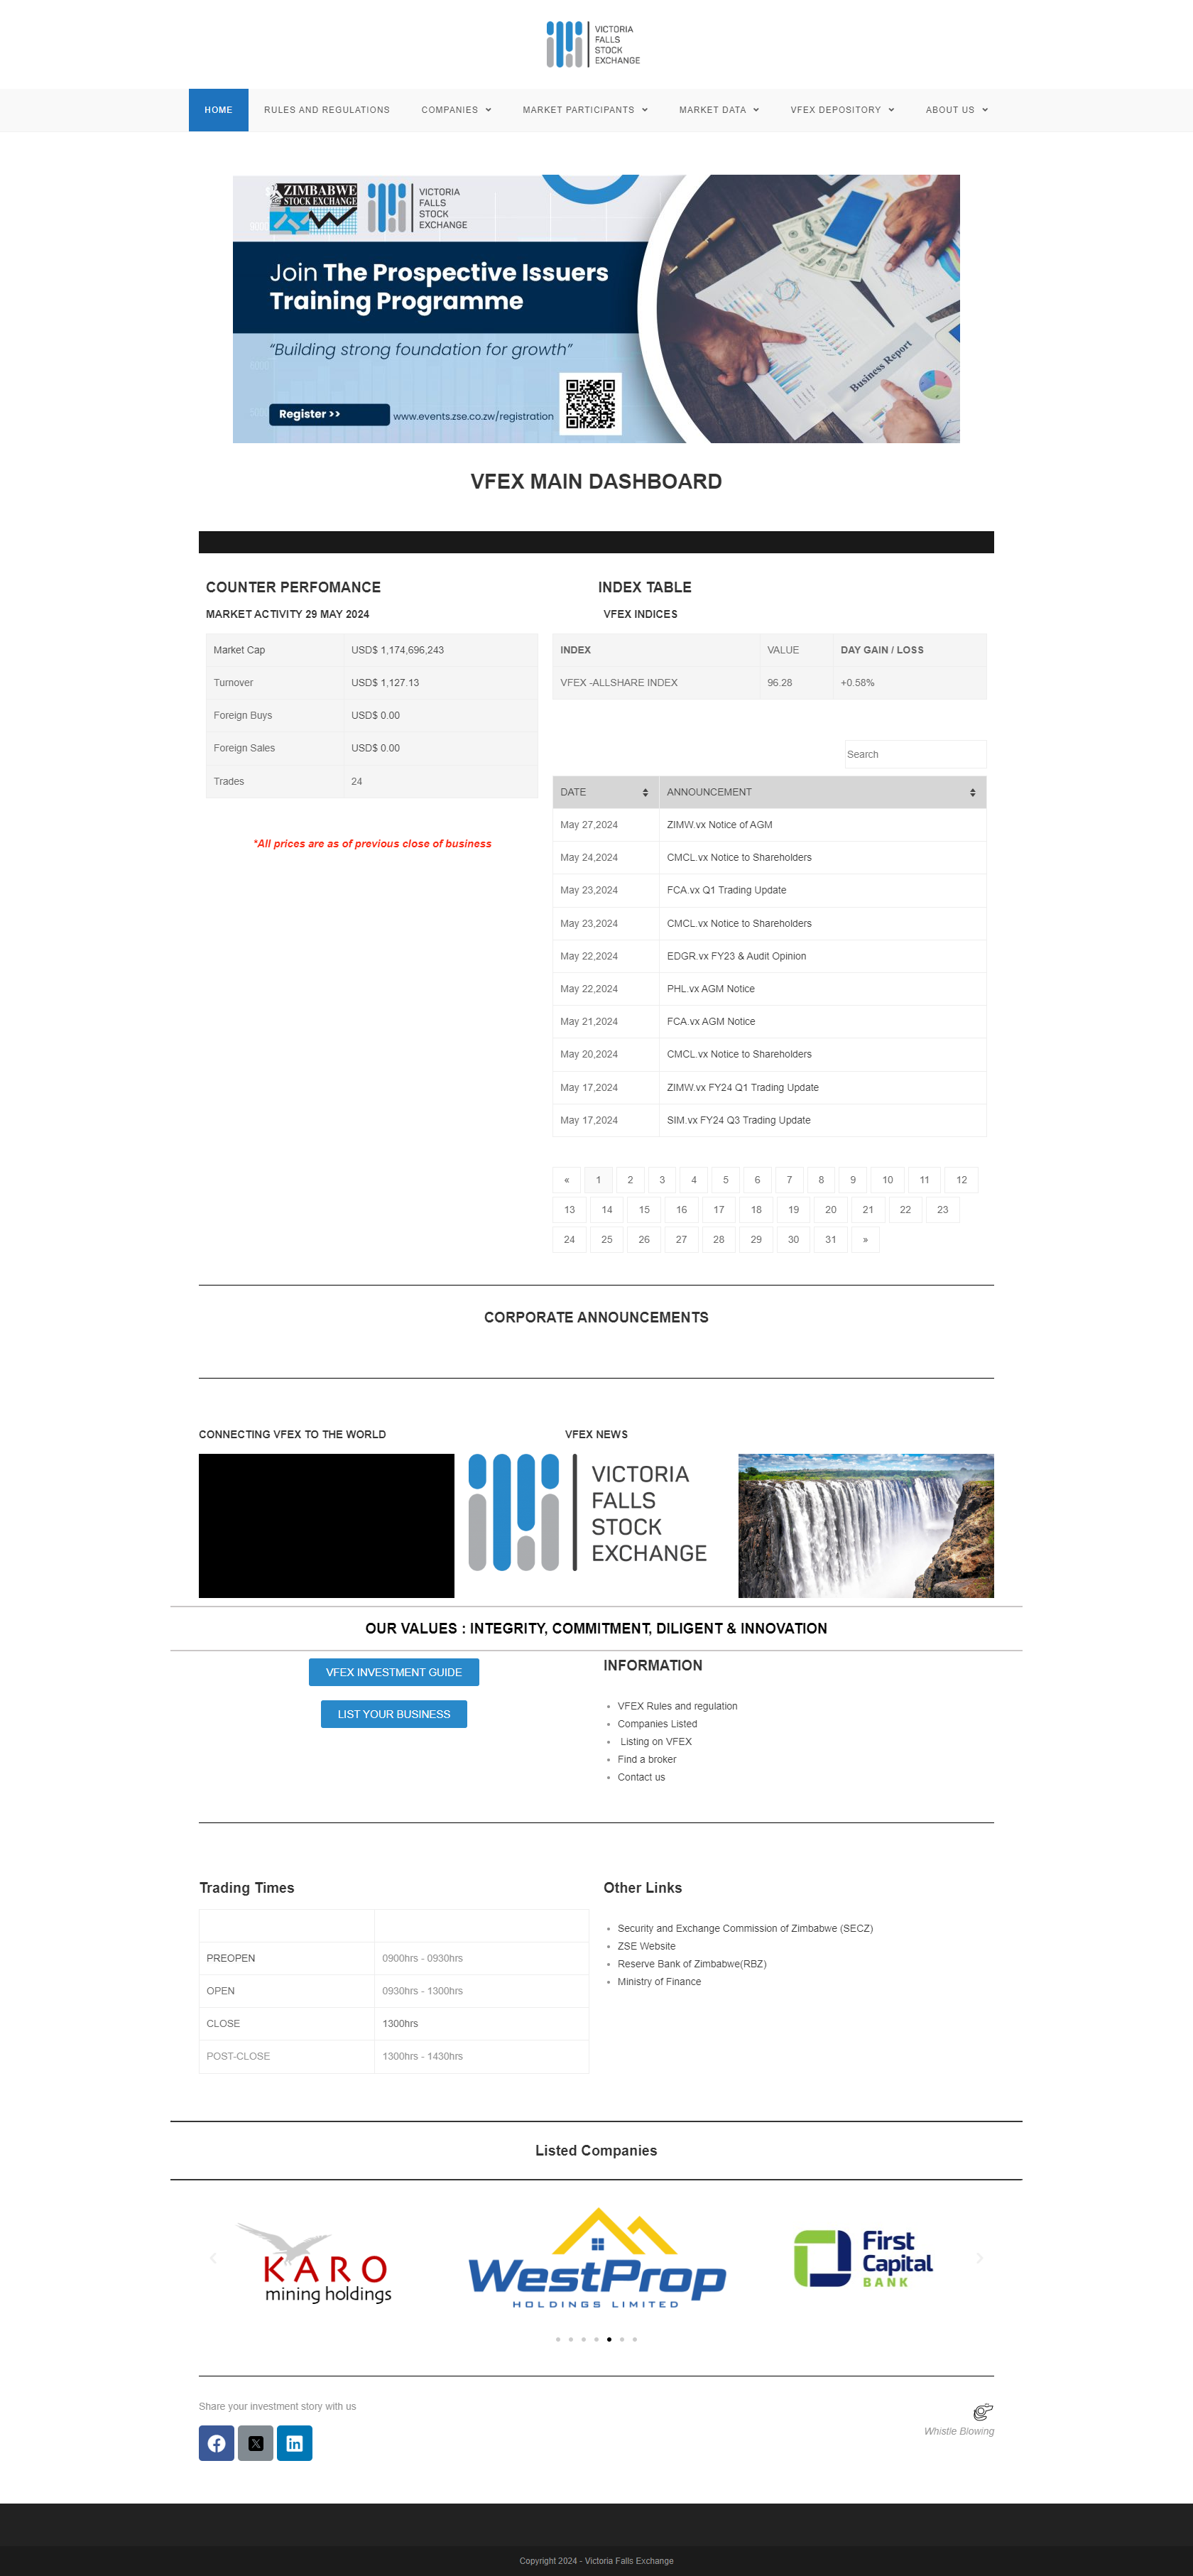 VICTORIA
FALLS
STOCK
EXCHANGE
HOME RULES AND REGULATIONS COMPANIES MARKET PARTICIPANTS MARKET DATA VFEX DEPOSITORY ABOUT US
ZIMBABWE
STOCK EXCHANGE
VICTORIA
FALLS
STOCK
EXCHANGE
Join The Prospective Issuers
Training Programme
“Building strong foundation for growth”
Business Report
Register >> www.events.zse.co.zw/registration
VFEX MAIN DASHBOARD
COUNTER PERFOMANCE
MARKET ACTIVITY 29 MAY 2024
Market Cap USD$ 1,174,696,243
Turnover USD$ 1,127.13
Foreign Buys USD$ 0.00
Foreign Sales USD$ 0.00
Trades 24
*All prices are as of previous close of business
INDEX TABLE
VFEX INDICES
INDEX VALUE DAY GAIN / LOSS
VFEX -ALLSHARE INDEX 96.28 +0.58%
Search
DATE ANNOUNCEMENT
May 27,2024 ZIMW.vx Notice of AGM
May 24,2024 CMCL.vx Notice to Shareholders
May 23,2024 FCA.vx Q1 Trading Update
May 23,2024 CMCL.vx Notice to Shareholders
May 22,2024 EDGR.vx FY23 & Audit Opinion
May 22,2024 PHL.vx AGM Notice
May 21,2024 FCA.vx AGM Notice
May 20,2024 CMCL.vx Notice to Shareholders
May 17,2024 ZIMW.vx FY24 Q1 Trading Update
May 17,2024 SIM.vx FY24 Q3 Trading Update
« 1 2 3 4 5 6 7 8 9 10 11 12
13 14 15 16 17 18 19 20 21 22 23
24 25 26 27 28 29 30 31 »
CORPORATE ANNOUNCEMENTS
CONNECTING VFEX TO THE WORLD
VFEX NEWS
VICTORIA
FALLS
STOCK
EXCHANGE
OUR VALUES : INTEGRITY, COMMITMENT, DILIGENT & INNOVATION
VFEX INVESTMENT GUIDE
LIST YOUR BUSINESS
INFORMATION
• VFEX Rules and regulation
• Companies Listed
• Listing on VFEX
• Find a broker
• Contact us
Trading Times
PREOPEN 0900hrs - 0930hrs
OPEN 0930hrs - 1300hrs
CLOSE 1300hrs
POST-CLOSE 1300hrs - 1430hrs
Other Links
• Security and Exchange Commission of Zimbabwe (SECZ)
• ZSE Website
• Reserve Bank of Zimbabwe(RBZ)
• Ministry of Finance
Listed Companies
KARO
mining holdings
WestProp
HOLDINGS LIMITED
First
Capital
BANK
Share your investment story with us
Whistle Blowing
Copyright 2024 - Victoria Falls Exchange